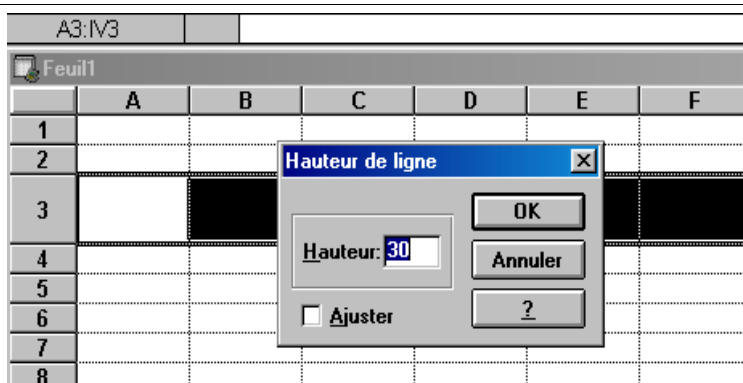 A3:IV3
Feuil1
A B C D E F
1
2
Hauteur de ligne
3
OK
Hauteur: 30
4
Annuler
5
6
Ajuster
?
7
8